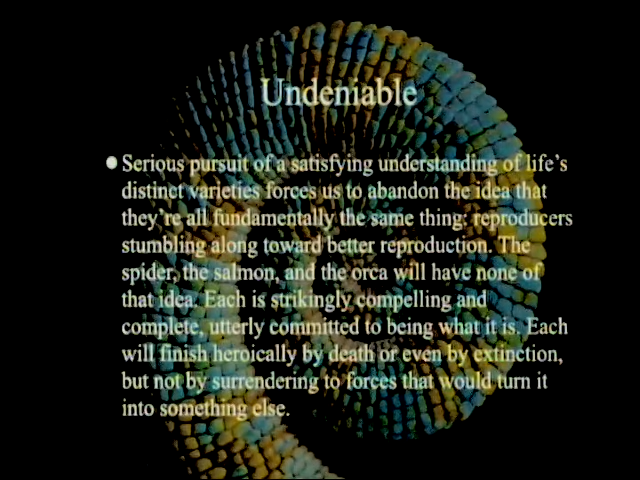 Undeniable
Serious pursuit of a satisfying understanding of life's
distinct varieties forces us to abandon the idea that
they're all fundamentally the same thing: reproducers
stumbling along toward better reproduction. The
spider, the salmon, and the orca will have none of
that idea. Each is strikingly compelling and
complete, utterly committed to being what it is. Each
will finish heroically by death or even by extinction,
but not by surrendering to forces that would turn it
into something else.